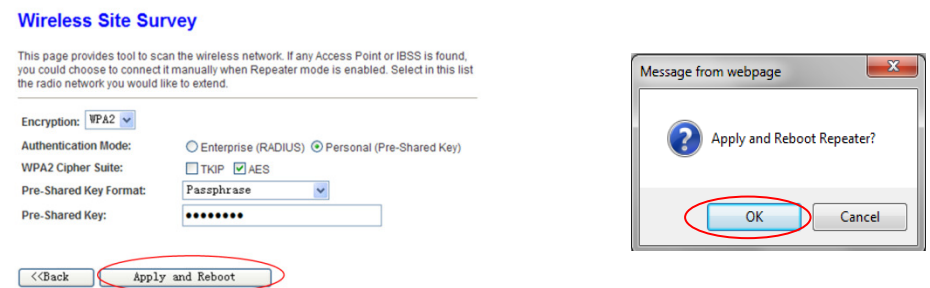 Wireless Site Survey
This page provides tool to scan the wireless network. If any Access Point or IBSS is found,
you could choose to connect it manually when Repeater mode is enabled. Select in this list
the radio network you would like to extend.
Encryption: WPA2
Authentication Mode: Enterprise (RADIUS) Personal (Pre-Shared Key)
WPA2 Cipher Suite: TKIP AES
Pre-Shared Key Format: Passphrase
Pre-Shared Key: ●●●●●●●●
<<Back Apply and Reboot
Message from webpage
Apply and Reboot Repeater?
OK Cancel